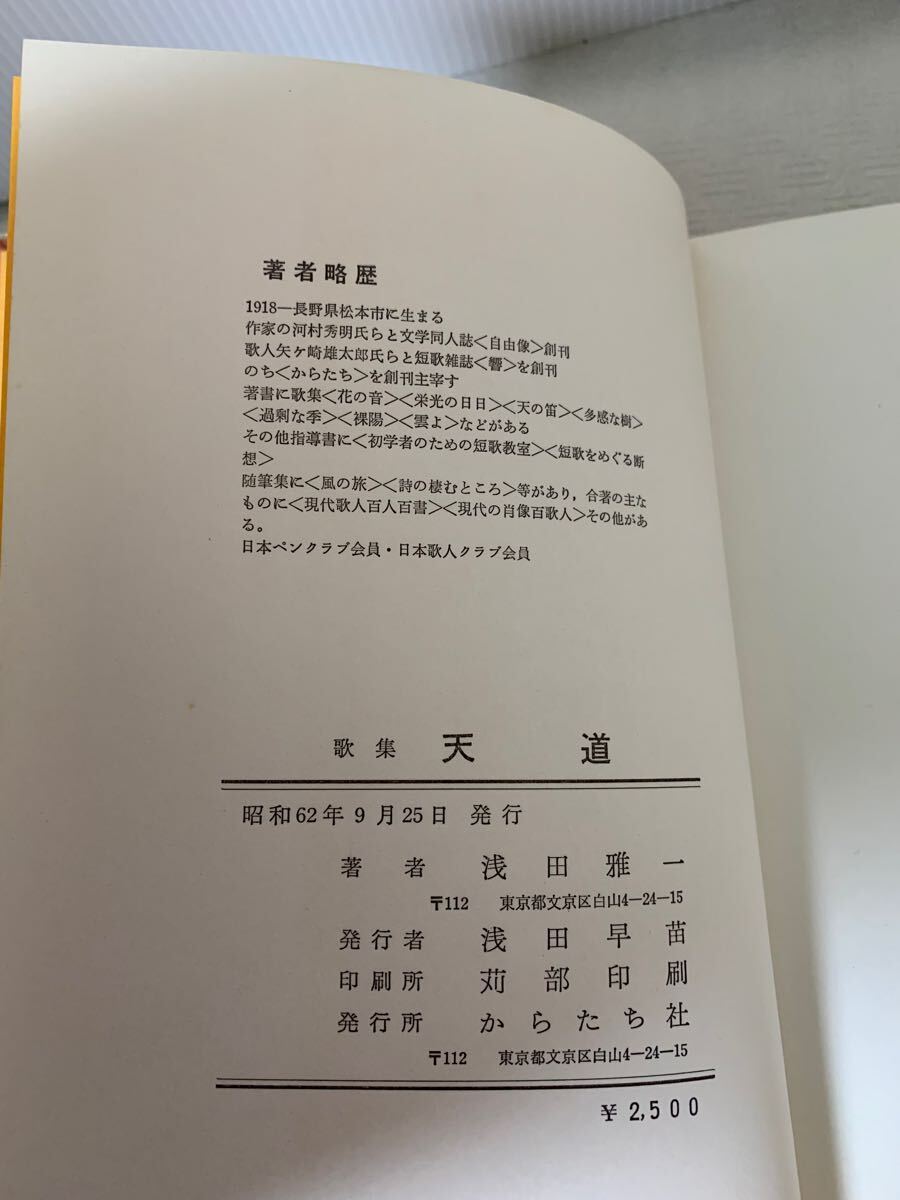 著者略歴
1918—長野県松本市に生まる
作家の河村秀明氏らと文学同人誌＜自由像＞創刊
歌人矢ケ崎雄太郎氏らと短歌雑誌＜響＞を創刊
のち＜からたち＞を創刊主宰す
著書に歌集＜花の音＞＜栄光の日日＞＜天の笛＞＜多感な樹＞
＜過剰な季＞＜裸陽＞＜雲よ＞などがある
その他指導書に＜初学者のための短歌教室＞＜短歌をめぐる断
想＞
随筆集に＜風の旅＞＜詩の棲むところ＞等があり，合著の主な
ものに＜現代歌人百人百書＞＜現代の肖像百歌人＞その他があ
る。
日本ペンクラブ会員・日本歌人クラブ会員
歌集 天道
昭和62年9月25日 発行
著者 浅田雅一
〒112 東京都文京区白山4—24—15
発行者 浅田早苗
印刷所 苅部印刷
発行所 からたち社
〒112 東京都文京区白山4—24—15
¥2,500